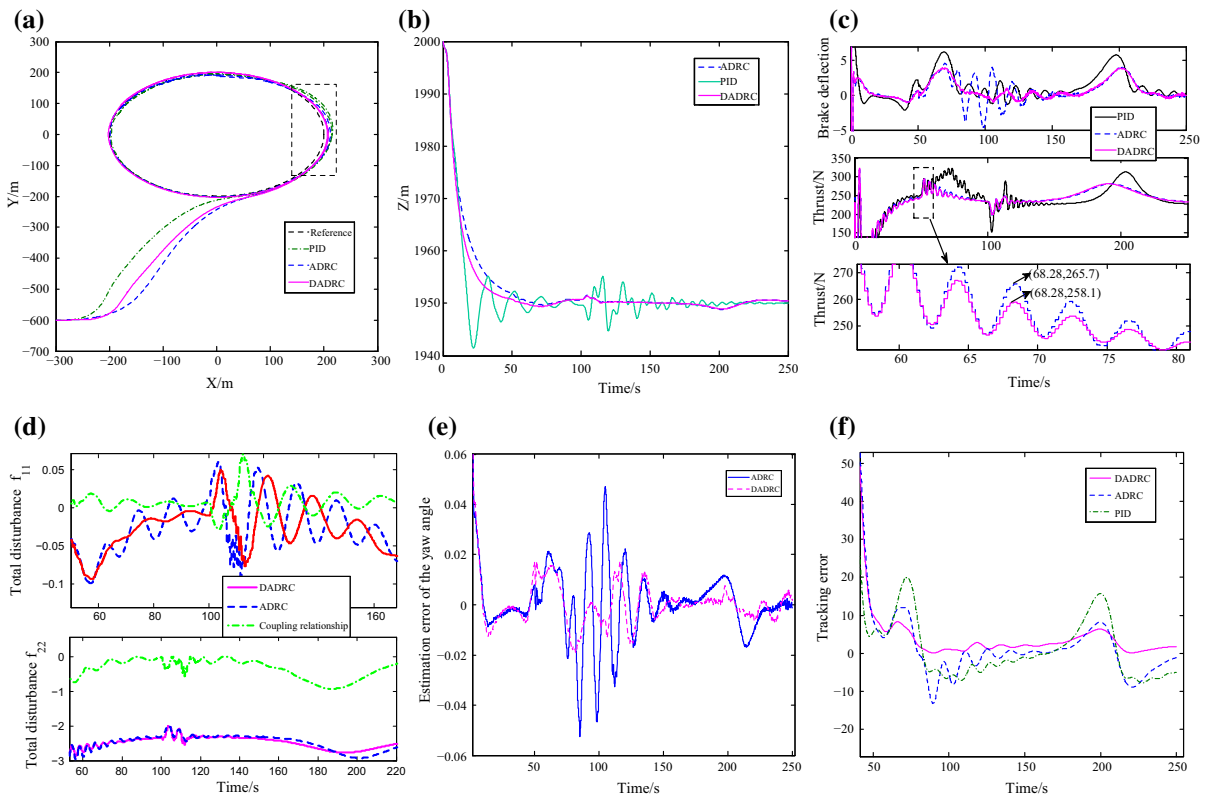 (a)
300
200
100
0
−100
−200
−300
−400
−500
−600
−700
Y/m
−300
−200
−100
0
100
200
300
X/m
Reference
PID
ADRC
DADRC
(b)
2000
1990
1980
1970
1960
1950
1940
Z/m
0
50
100
150
200
250
Time/s
ADRC
PID
DADRC
(c)
5
0
−5
Brake deflection
0
50
100
150
200
250
PID
ADRC
DADRC
350
300
250
200
150
Thrust/N
0
100
200
270
260
250
Thrust/N
(68.28,265.7)
(68.28,258.1)
60
65
70
75
80
Time/s
(d)
0.05
0
−0.05
−0.1
Total disturbance f11
60
80
100
160
DADRC
ADRC
Coupling relationship
0
−1
−2
−3
Total disturbance f22
60
80
100
120
140
160
180
200
220
Time/s
(e)
0.06
0.04
0.02
0
−0.02
−0.04
0.06
Estimation error of the yaw angle
50
100
150
200
250
Time/s
ADRC
DADRC
(f)
50
40
30
20
10
0
−10
−20
Tracking error
50
100
150
200
250
Time/s
DADRC
ADRC
PID